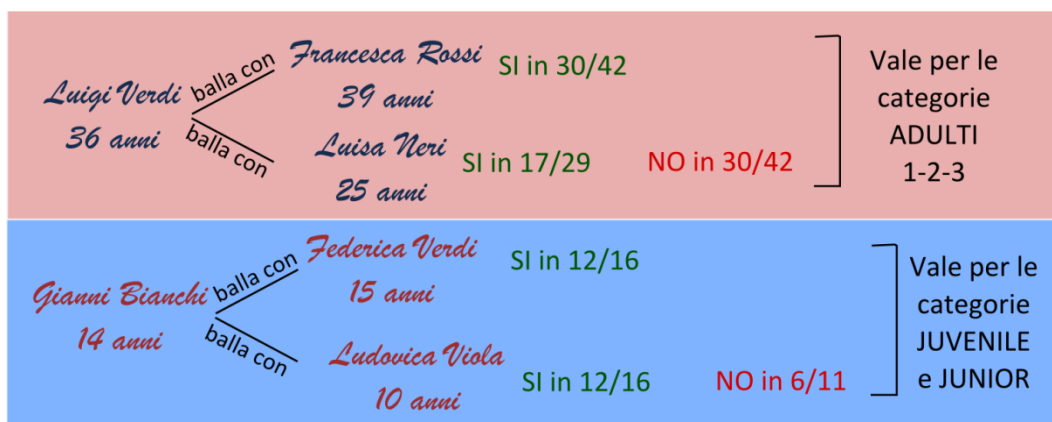 Luigi Verdi
36 anni
balla con
Francesca Rossi
39 anni
SI in 30/42
balla con
Luisa Neri
25 anni
SI in 17/29
NO in 30/42
Vale per le
categorie
ADULTI
1-2-3
Gianni Bianchi
14 anni
balla con
Federica Verdi
15 anni
SI in 12/16
balla con
Ludovica Viola
10 anni
SI in 12/16
NO in 6/11
Vale per le
categorie
JUVENILE
e JUNIOR